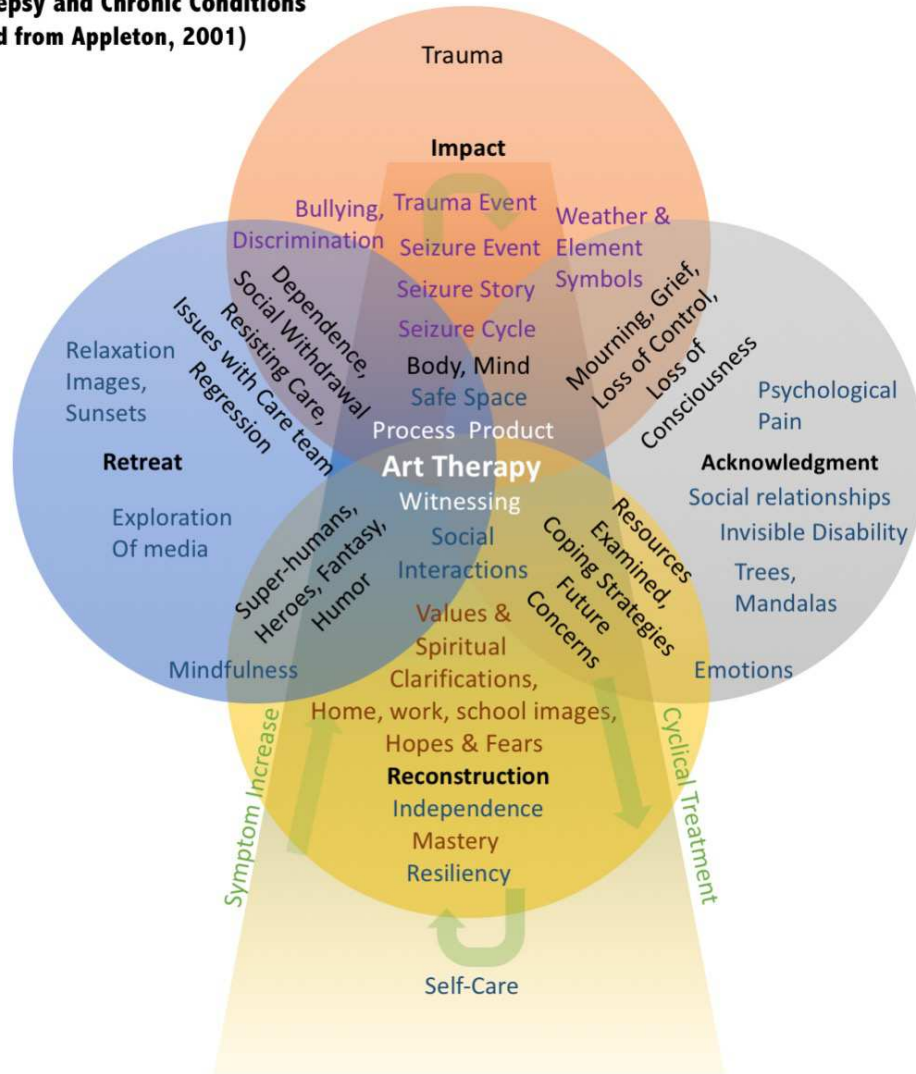 epsy and Chronic Conditions
d from Appleton, 2001)
Trauma
Impact
Bullying,
Discrimination
Trauma Event
Seizure Event
Seizure Story
Seizure Cycle
Weather &
Element
Symbols
Dependence,
Social Withdrawal
Resisting Care,
Issues with Care team
Regression
Mourning, Grief,
Loss of Control,
Loss of
Consciousness
Body, Mind
Safe Space
Process Product
Art Therapy
Witnessing
Social
Interactions
Relaxation
Images,
Sunsets
Retreat
Exploration
Of media
Mindfulness
Psychological
Pain
Acknowledgment
Social relationships
Invisible Disability
Trees,
Mandalas
Emotions
Super-humans,
Heroes, Fantasy,
Humor
Resources
Examined,
Coping Strategies
Future
Concerns
Values &
Spiritual
Clarifications,
Home, work, school images,
Hopes & Fears
Reconstruction
Independence
Mastery
Resiliency
Symptom Increase
Cyclical Treatment
Self-Care